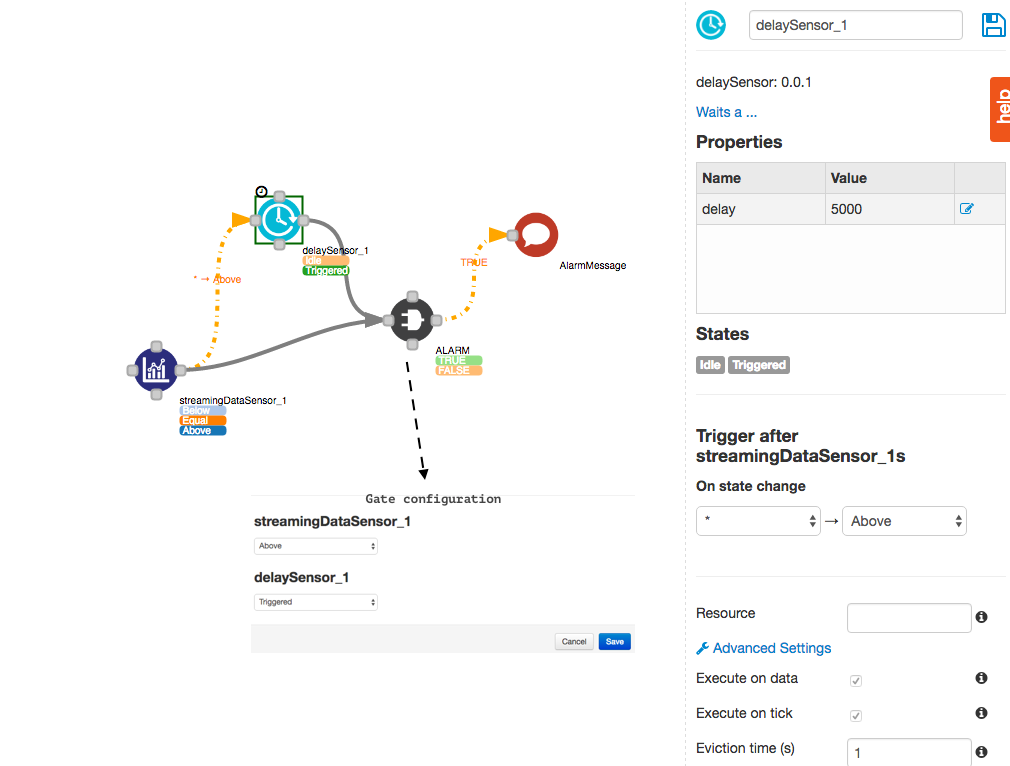 delaySensor_1
Idle
Triggered
* → Above
TRUE
AlarmMessage
ALARM
TRUE
FALSE
streamingDataSensor_1
Below
Equal
Above
Gate configuration
streamingDataSensor_1
Above
delaySensor_1
Triggered
Cancel Save
delaySensor_1
help
delaySensor: 0.0.1
Waits a ...
Properties
Name Value
delay 5000
States
Idle Triggered
Trigger after
streamingDataSensor_1s
On state change
* → Above
Resource
Advanced Settings
Execute on data
Execute on tick
Eviction time (s) 1